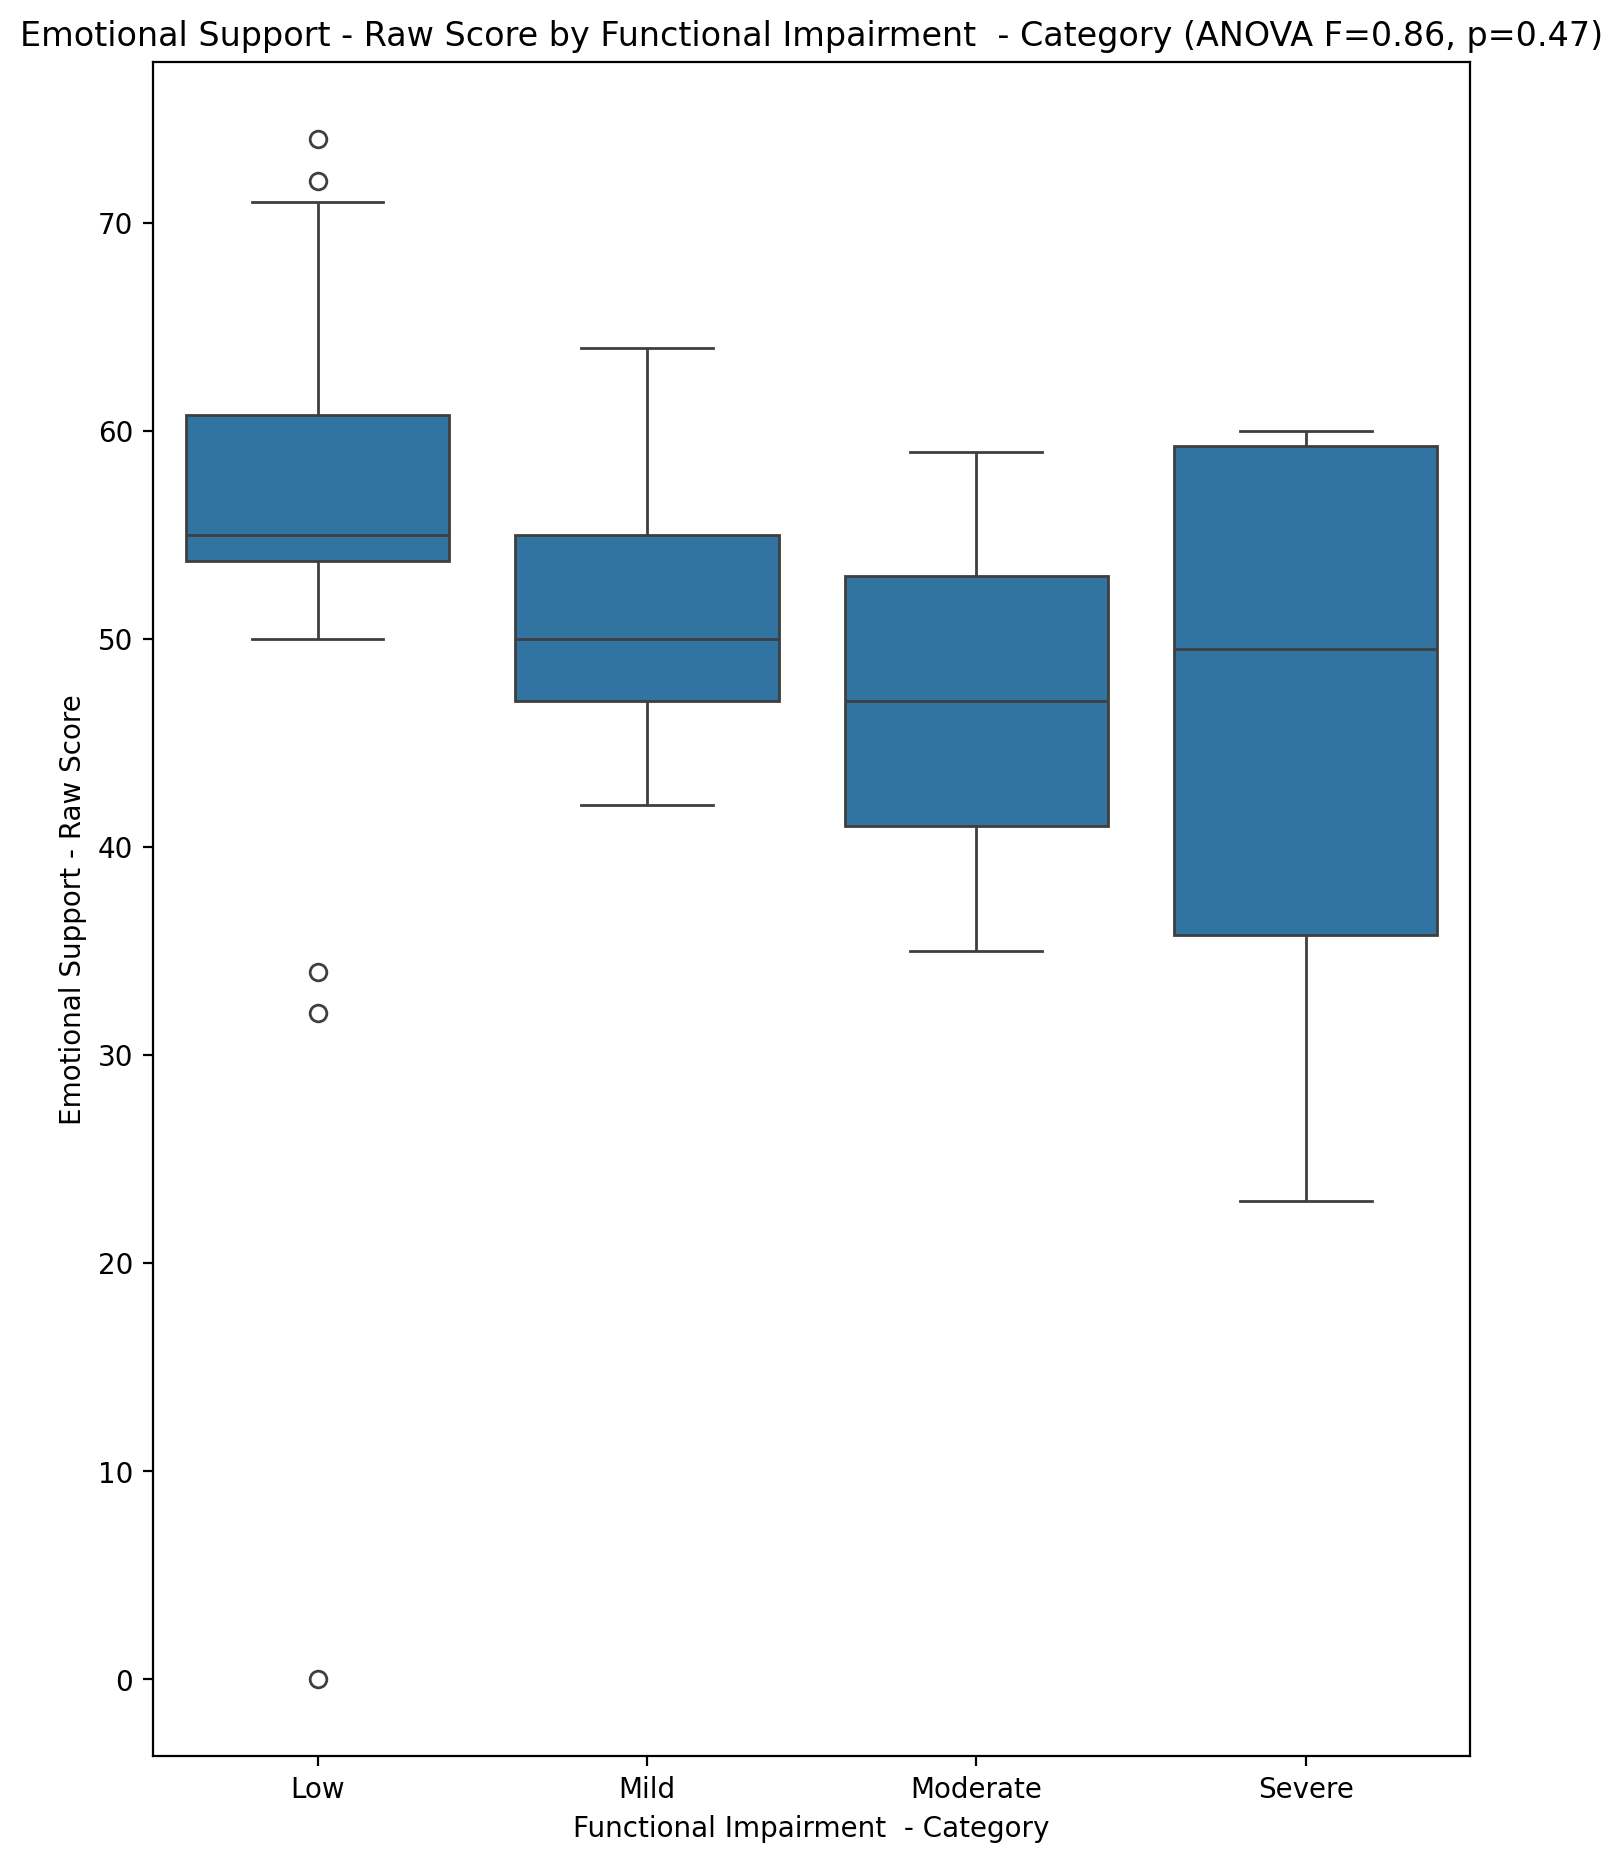 Emotional Support - Raw Score by Functional Impairment  - Category (ANOVA F=0.86, p=0.47)
Emotional Support - Raw Score
70
60
50
40
30
20
10
0
Low Mild Moderate Severe
Functional Impairment  - Category